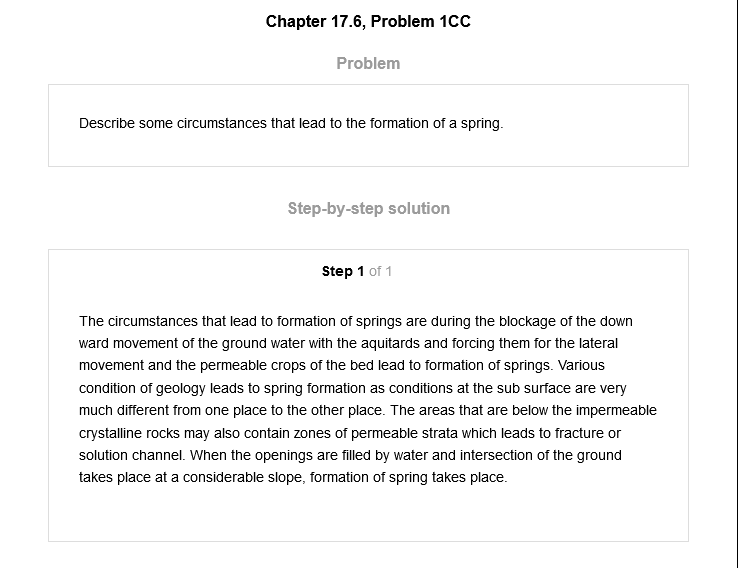 Chapter 17.6, Problem 1CC
Problem
Describe some circumstances that lead to the formation of a spring.
Step-by-step solution
Step 1 of 1
The circumstances that lead to formation of springs are during the blockage of the down
ward movement of the ground water with the aquitards and forcing them for the lateral
movement and the permeable crops of the bed lead to formation of springs. Various
condition of geology leads to spring formation as conditions at the sub surface are very
much different from one place to the other place. The areas that are below the impermeable
crystalline rocks may also contain zones of permeable strata which leads to fracture or
solution channel. When the openings are filled by water and intersection of the ground
takes place at a considerable slope, formation of spring takes place.